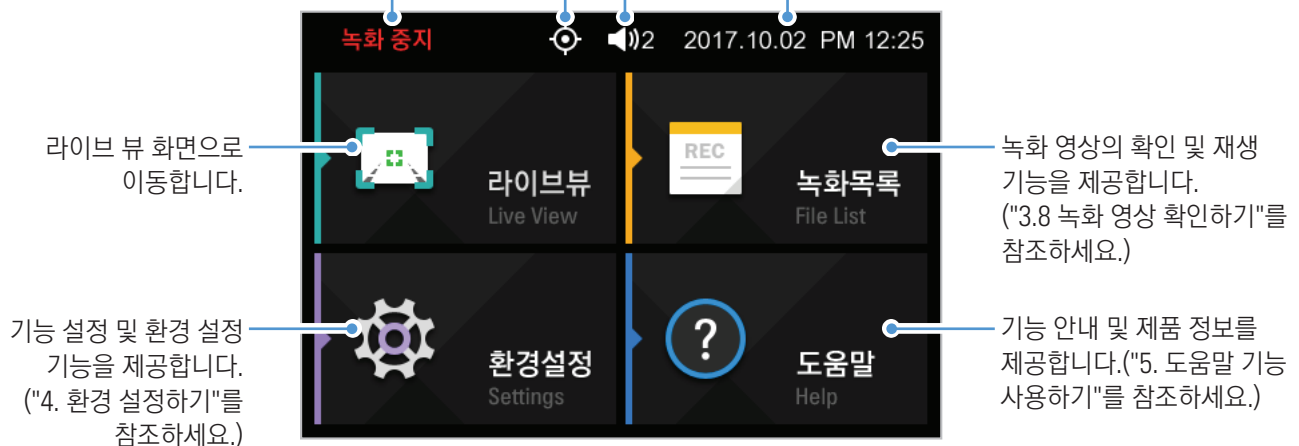 녹화 중지
2
2017.10.02 PM 12:25
라이브 뷰 화면으로
이동합니다.
라이브뷰
Live View
REC
녹화목록
File List
녹화 영상의 확인 및 재생
기능을 제공합니다.
("3.8 녹화 영상 확인하기"를
참조하세요.)
기능 설정 및 환경 설정
기능을 제공합니다.
("4. 환경 설정하기"를
참조하세요.)
환경설정
Settings
?
도움말
Help
기능 안내 및 제품 정보를
제공합니다.("5. 도움말 기능
사용하기"를 참조하세요.)